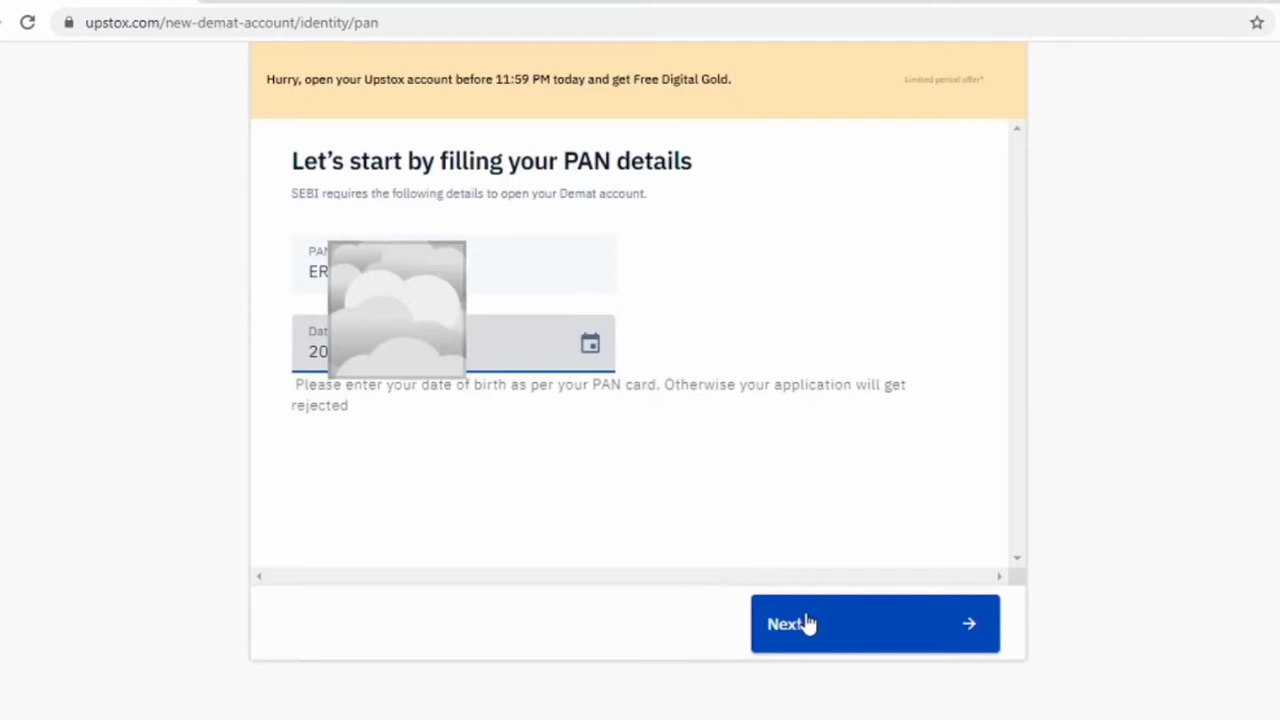 upstox.com/new-demat-account/identity/pan
Hurry, open your Upstox account before 11:59 PM today and get Free Digital Gold.
Limited period offer*
Let's start by filling your PAN details
SEBI requires the following details to open your Demat account.
PAN
ER
Dat
20
Please enter your date of birth as per your PAN card. Otherwise your application will get
rejected
Next